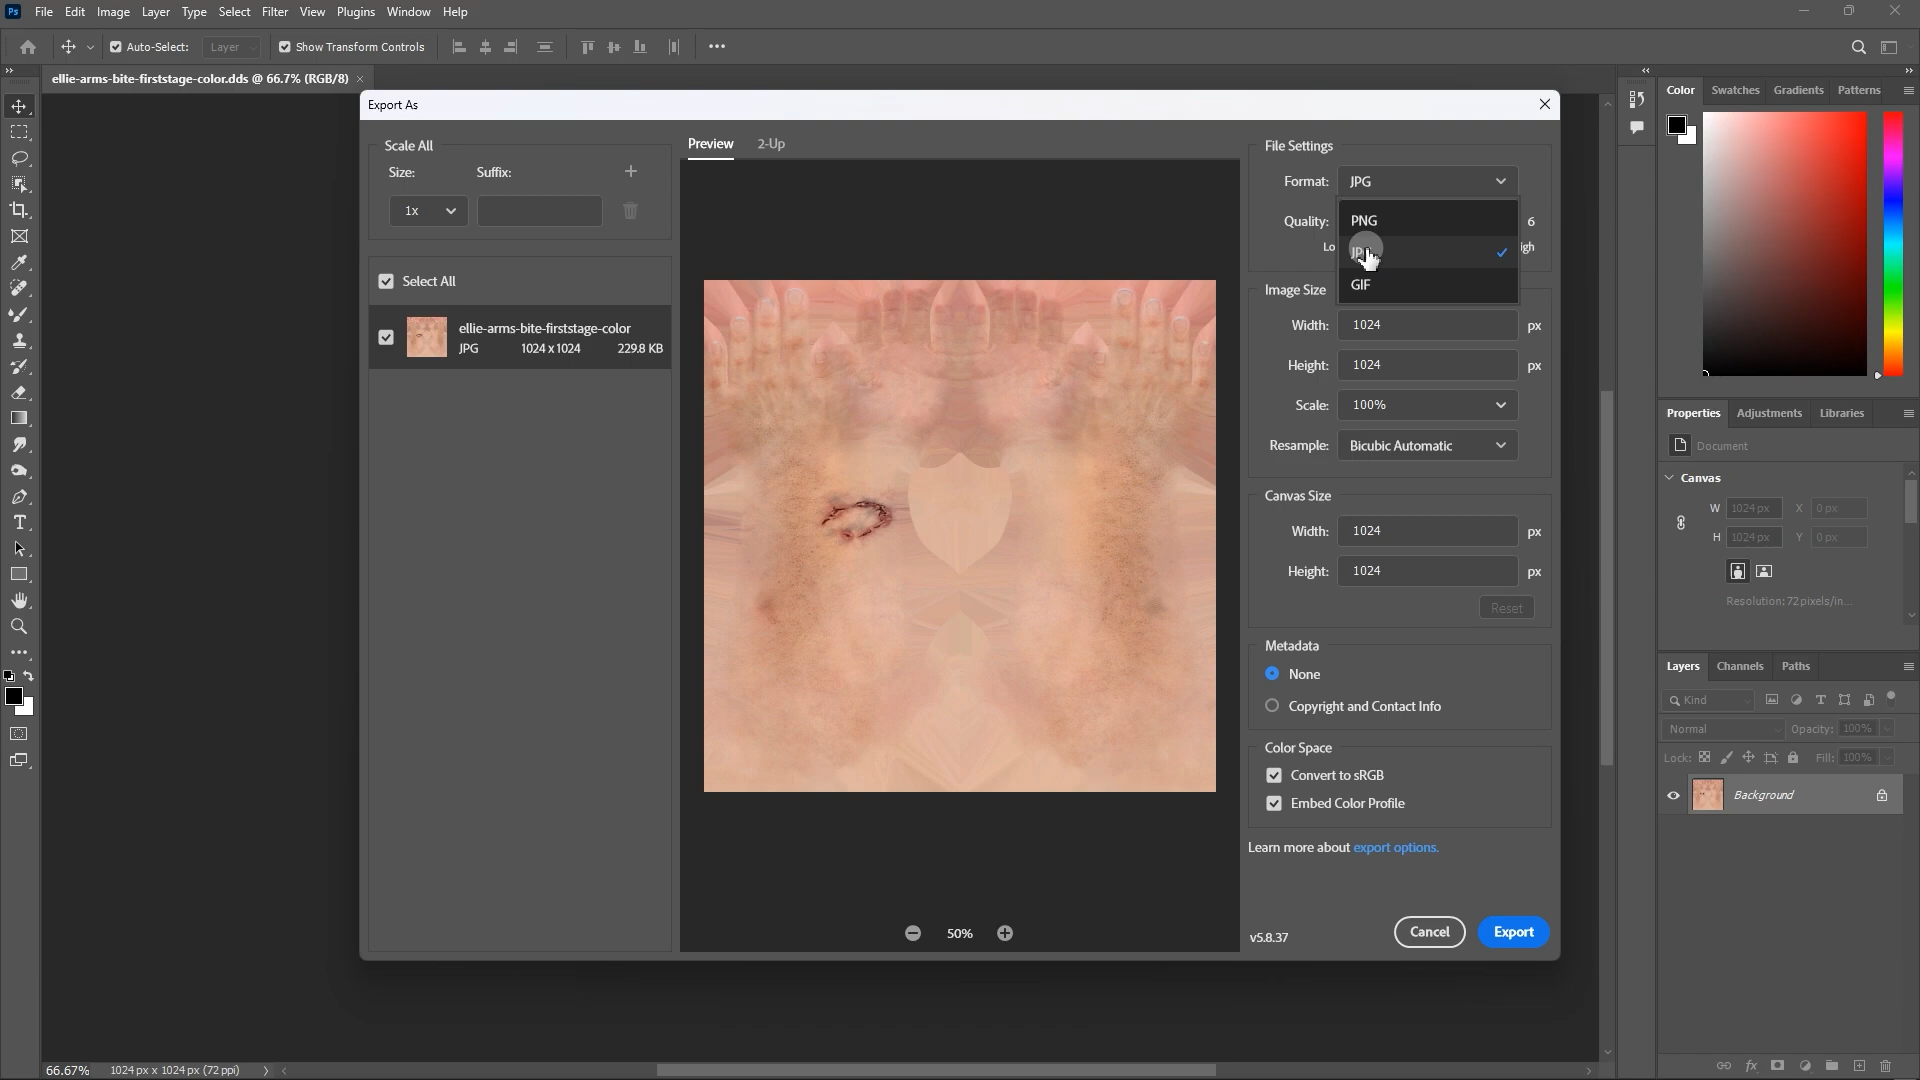 Ps File Edit Image Layer Type Select Filter View Plugins Window Help
Auto-Select: Layer Show Transform Controls
ellie-arms-bite-firststage-color.dds @ 66.7% (RGB/8)
Export As
Scale All
Size: Suffix:
1x
Select All
ellie-arms-bite-firststage-color
JPG 1024 x 1024 229.8 KB
Preview 2-Up
50%
File Settings
Format: JPG
Quality: 6
PNG
JPG
GIF
Image Size
Width: 1024 px
Height: 1024 px
Scale: 100%
Resample: Bicubic Automatic
Canvas Size
Width: 1024 px
Height: 1024 px
Reset
Metadata
None
Copyright and Contact Info
Color Space
Convert to sRGB
Embed Color Profile
Learn more about export options.
v5.8.37 Cancel Export
Color Swatches Gradients Patterns
Properties Adjustments Libraries
Document
Canvas
W 1024 px X 0 px
H 1024 px Y 0 px
Resolution: 72 pixels/in...
Layers Channels Paths
Kind
Normal Opacity: 100%
Lock: Fill: 100%
Background
fx
66.67% 1024 px x 1024 px (72 ppi)